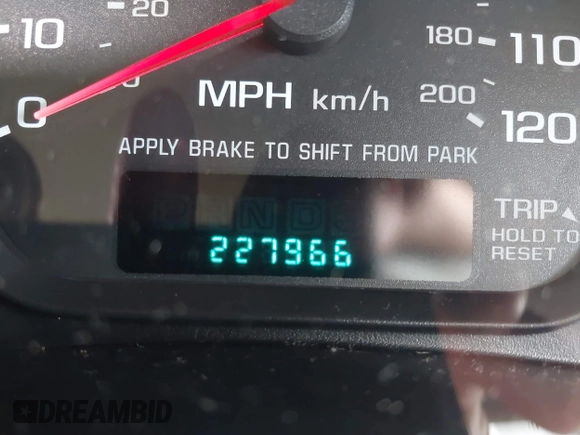 10
20
0
MPH km/h
180
110
200
120
APPLY BRAKE TO SHIFT FROM PARK
TRIP
HOLD TO
RESET
227966
DREAMBID